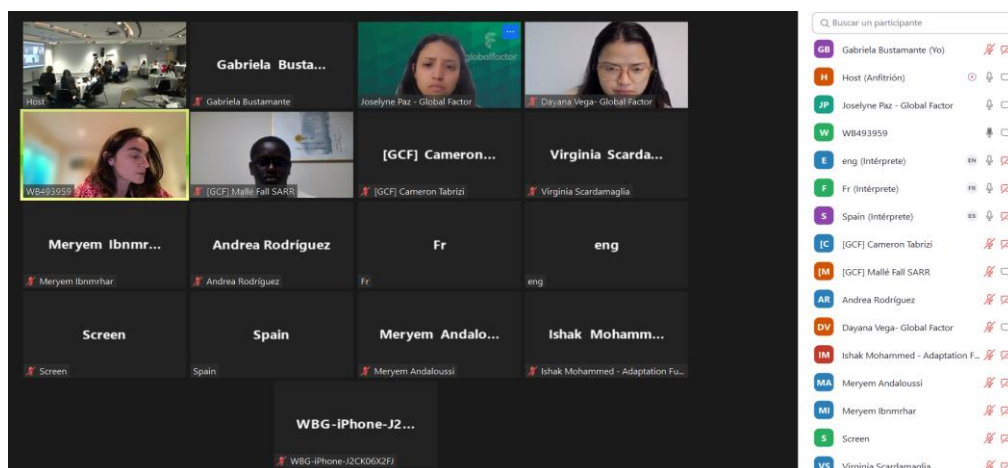 Host
Gabriela Busta...
Gabriela Bustamante
globalfactor
Joselyne Paz - Global Factor
Dayana Vega- Global Factor
WB493959
[GCF] Mallé Fall SARR
[GCF] Cameron...
[GCF] Cameron Tabrizi
Virginia Scarda...
Virginia Scardamaglia
Meryem Ibnmr...
Meryem Ibnmrhar
Andrea Rodríguez
Andrea Rodríguez
Fr
Fr
eng
eng
Screen
Screen
Spain
Spain
Meryem Andalo...
Meryem Andaloussi
Ishak Mohamm...
Ishak Mohammed - Adaptation Fu...
WBG-iPhone-J2...
WBG-iPhone-J2CK06X2FJ
Buscar un participante
GB Gabriela Bustamante (Yo)
H Host (Anfitrión)
JP Joselyne Paz - Global Factor
W WB493959
E eng (Intérprete) EN
F Fr (Intérprete) FR
S Spain (Intérprete) ES
[C [GCF] Cameron Tabrizi
[M [GCF] Mallé Fall SARR
AR Andrea Rodríguez
DV Dayana Vega- Global Factor
IM Ishak Mohammed - Adaptation F...
MA Meryem Andaloussi
MI Meryem Ibnmrhar
S Screen
VS Virginia Scardamaglia